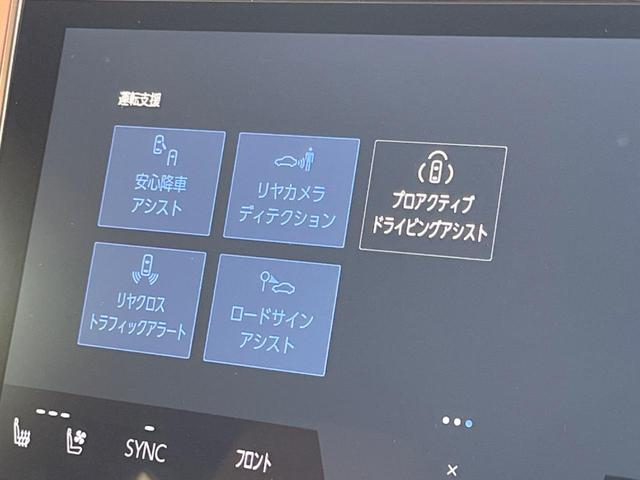 運転支援
安心降車
アシスト
リヤカメラ
ディテクション
プロアクティブ
ドライビングアシスト
リヤクロス
トラフィックアラート
ロードサイン
アシスト
SYNC
フロント